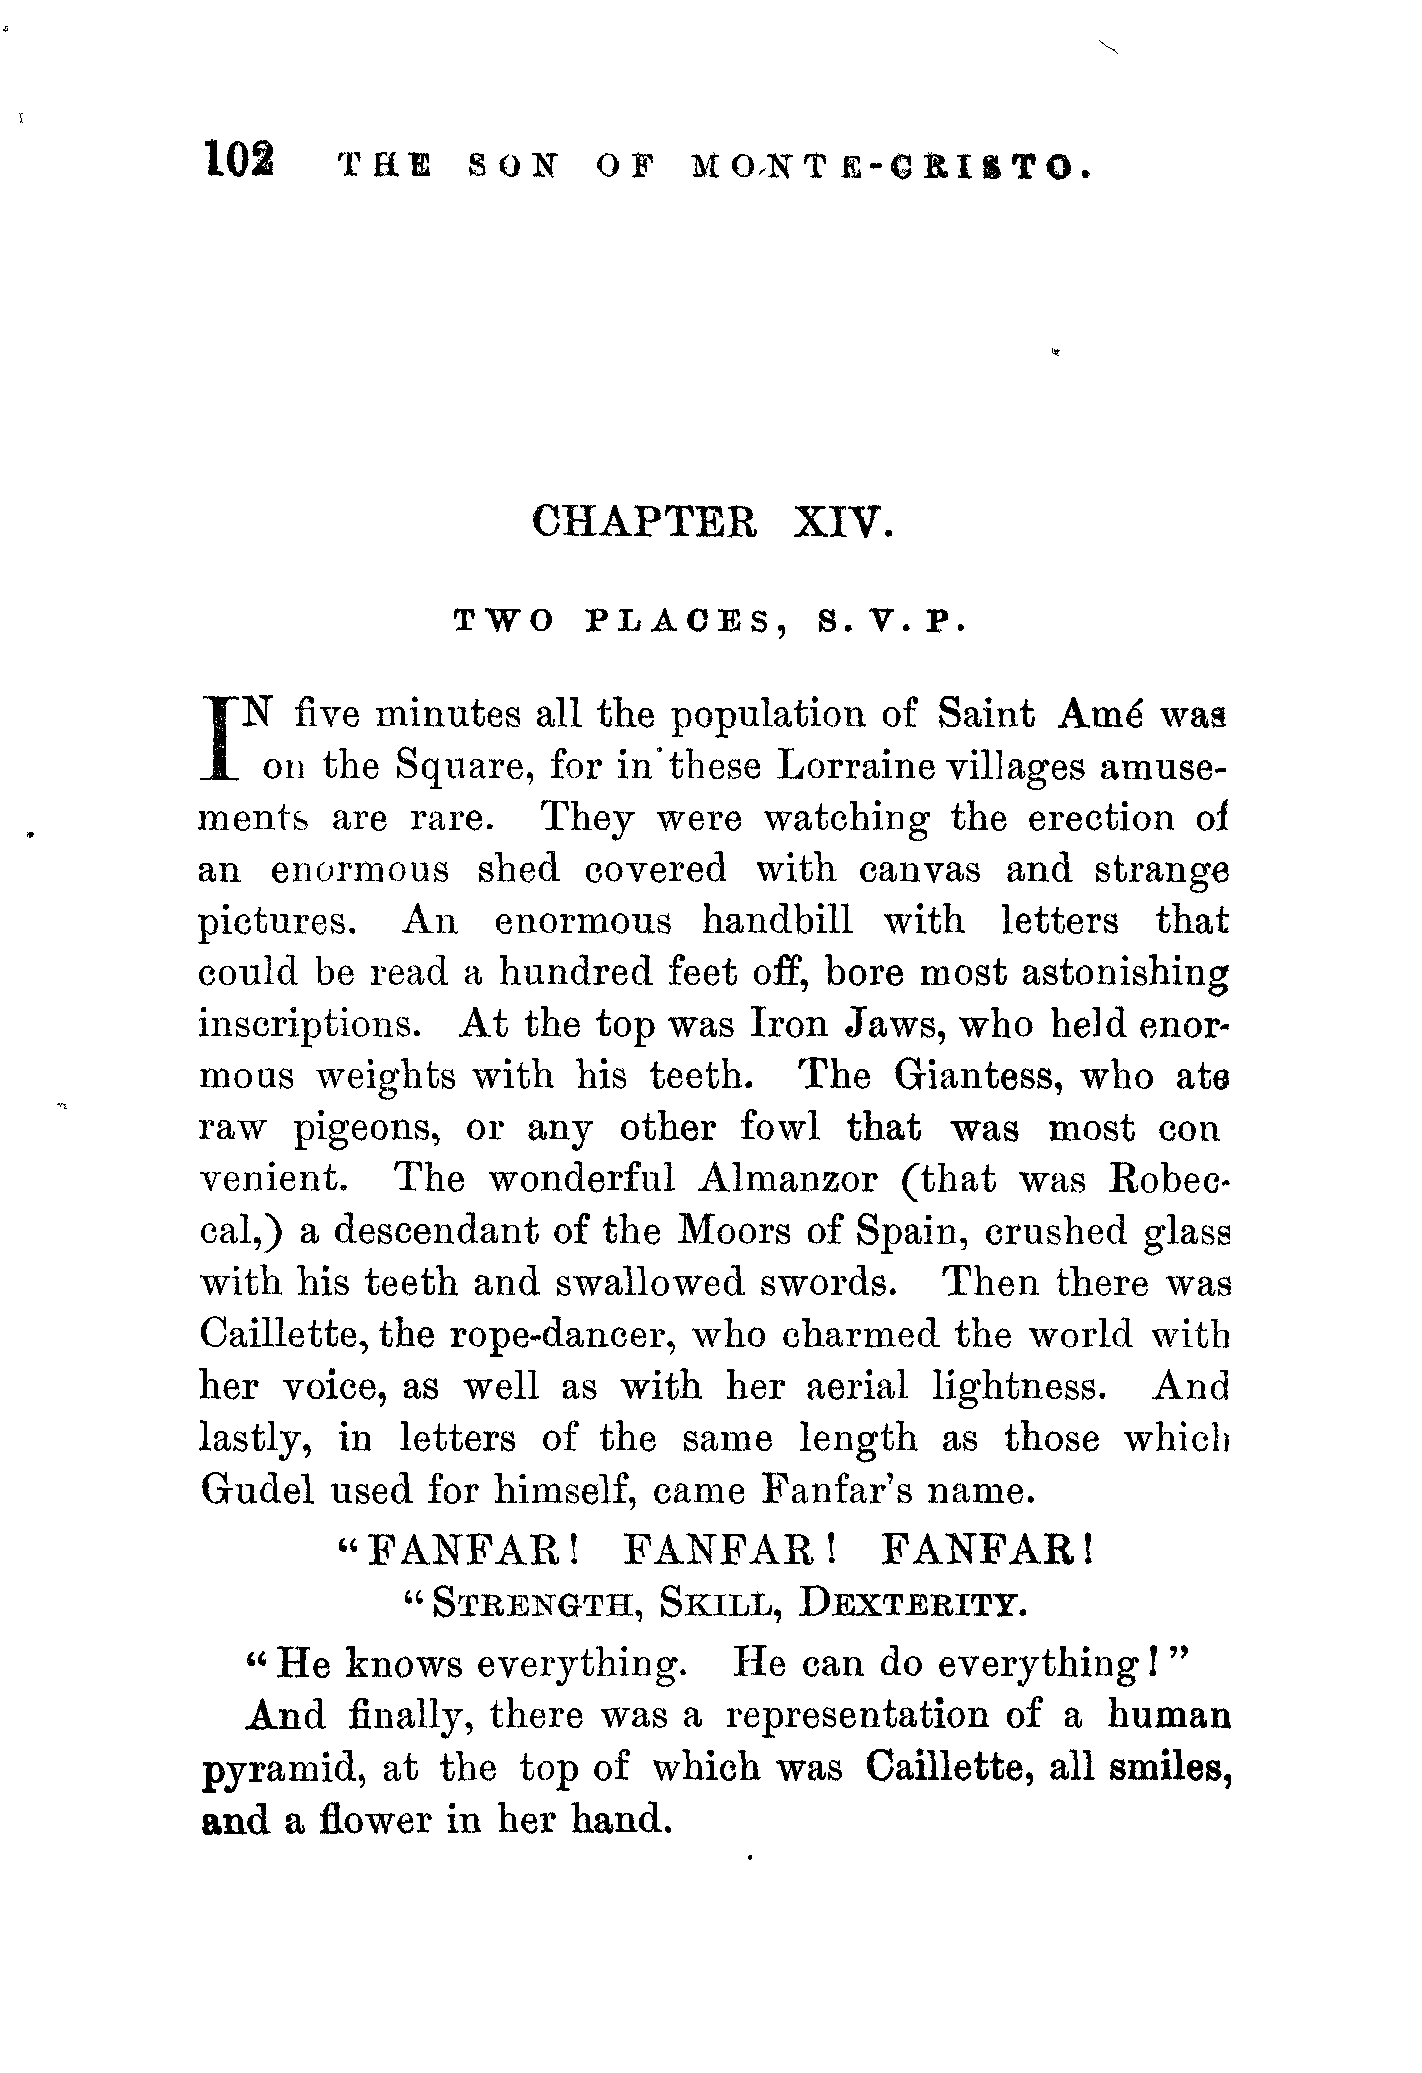 102 THE SON OF MONTE-CRISTO.
CHAPTER XIV.
TWO PLACES, S. V. P.
IN five minutes all the population of Saint Amé was
on the Square, for in these Lorraine villages amuse-
ments are rare. They were watching the erection of
an enormous shed covered with canvas and strange
pictures. An enormous handbill with letters that
could be read a hundred feet off, bore most astonishing
inscriptions. At the top was Iron Jaws, who held enor-
mous weights with his teeth. The Giantess, who ate
raw pigeons, or any other fowl that was most con
venient. The wonderful Almanzor (that was Robec-
cal,) a descendant of the Moors of Spain, crushed glass
with his teeth and swallowed swords. Then there was
Caillette, the rope-dancer, who charmed the world with
her voice, as well as with her aerial lightness. And
lastly, in letters of the same length as those which
Gudel used for himself, came Fanfar's name.
"FANFAR! FANFAR! FANFAR!
"STRENGTH, SKILL, DEXTERITY.
"He knows everything. He can do everything!"
And finally, there was a representation of a human
pyramid, at the top of which was Caillette, all smiles,
and a flower in her hand.